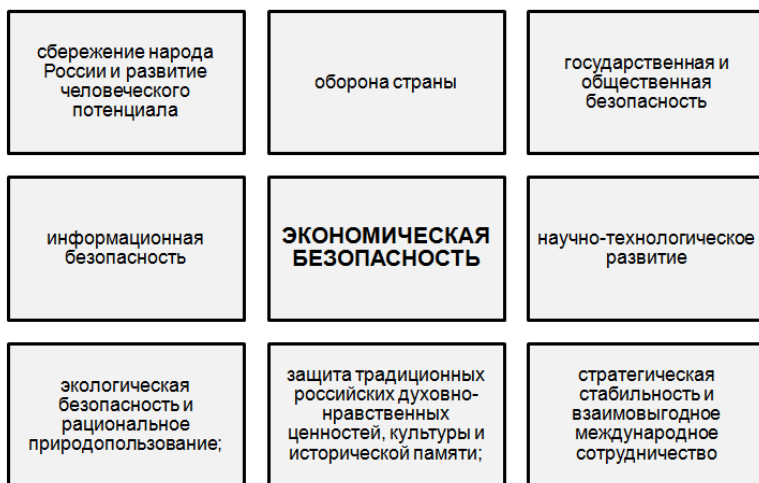 сбережение народа
России и развитие
человеческого
потенциала
оборона страны
государственная и
общественная
безопасность
информационная
безопасность
ЭКОНОМИЧЕСКАЯ
БЕЗОПАСНОСТЬ
научно-технологическое
развитие
экологическая
безопасность и
рациональное
природопользование;
защита традиционных
российских духовно-
нравственных
ценностей, культуры и
исторической памяти;
стратегическая
стабильность и
взаимовыгодное
международное
сотрудничество